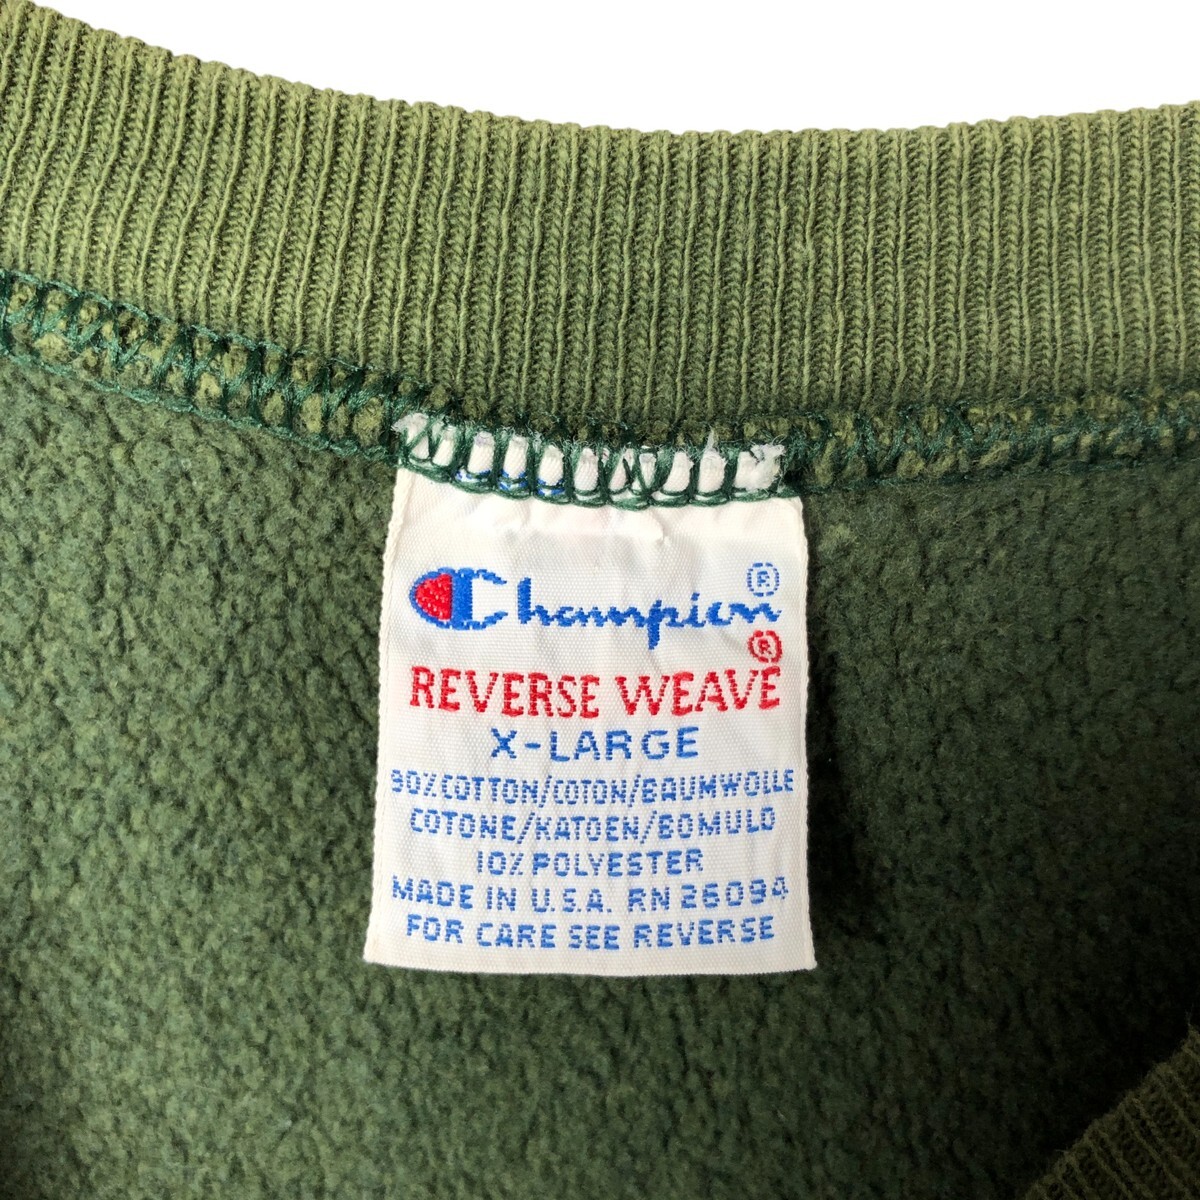 Champion ®
REVERSE WEAVE ®
X-LARGE
90% COTTON/COTON/BAUMWOLLE
COTONE/KATOEN/BOMULD
10% POLYESTER
MADE IN U.S.A. RN 26094
FOR CARE SEE REVERSE